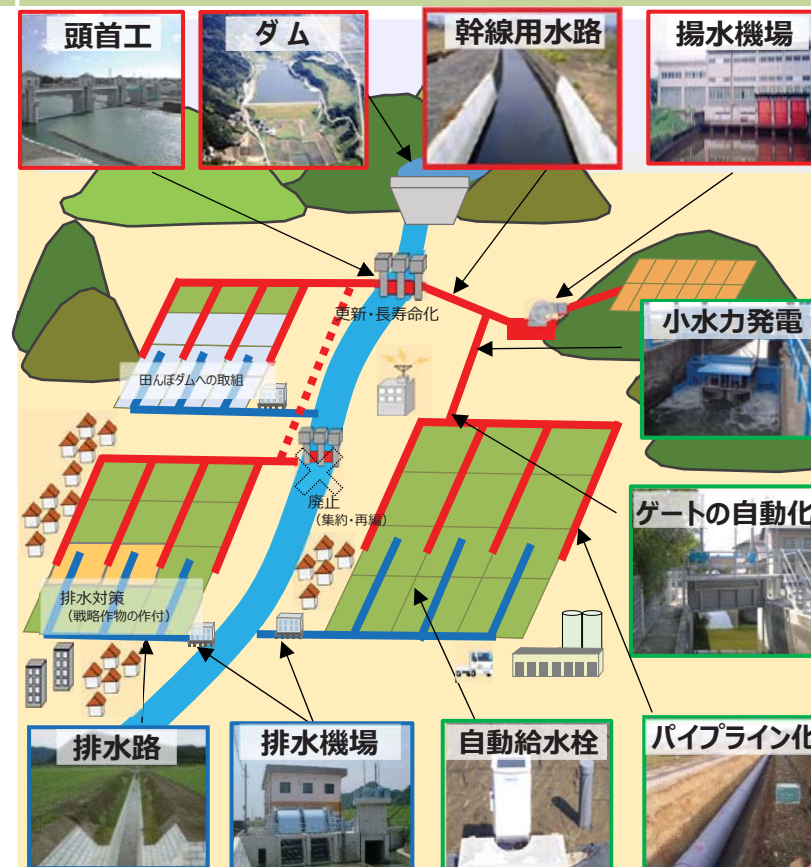 頭首工
ダム
幹線用水路
揚水機場
更新・長寿命化
小水力発電
田んぼダムへの取組
廃止
(集約・再編)
ゲートの自動化
排水対策
(戦略作物の作付)
排水路
排水機場
自動給水栓
パイプライン化